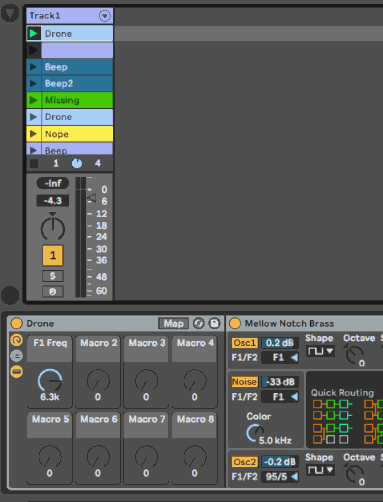 Track1
Drone
Beep
Beep2
Missing
Drone
Nope
Beep
1 4
-Inf
-4.3
0
6
12
18
24
30
36
48
60
1
S
Drone Map Mellow Notch Brass
F1 Freq Macro 2 Macro 3 Macro 4
6.3k 0 0 0
Macro 5 Macro 6 Macro 7 Macro 8
0 0 0 0
Osc1 0.2 dB Shape Octave S
F1/F2 F1 0
Noise -33 dB
F1/F2 F1
Quick Routing
Color
5.0 kHz
Osc2 -0.2 dB Shape Octave S
F1/F2 95/5 0